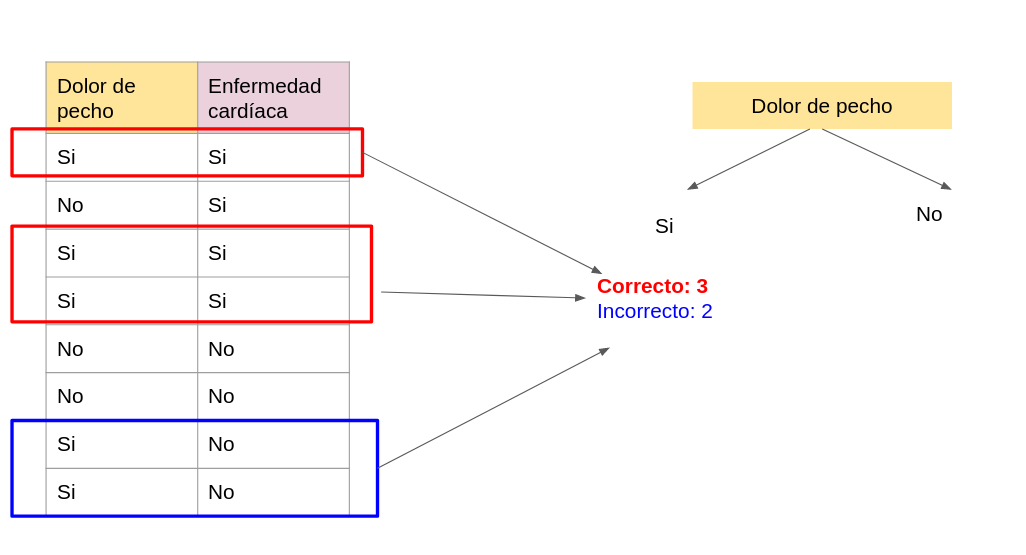 Dolor de
pecho
Enfermedad
cardíaca
Si
Si
No
Si
Si
Si
Si
Si
No
No
No
No
Si
No
Si
No
Dolor de pecho
Si
No
Correcto: 3
Incorrecto: 2